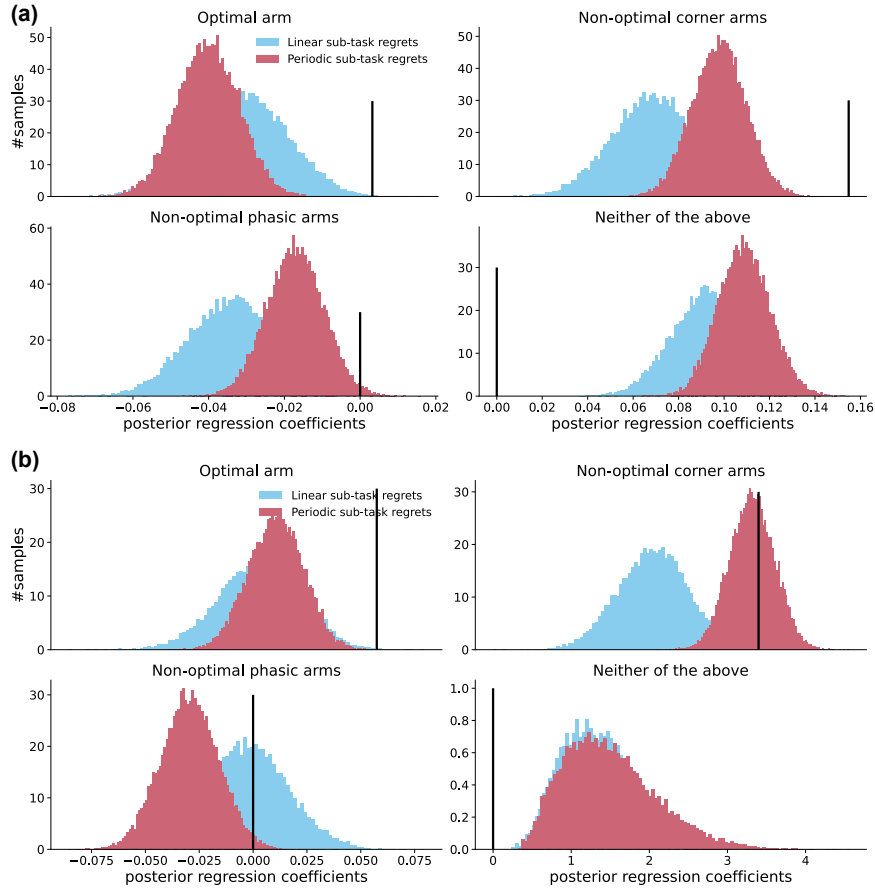 (a)
Optimal arm
Non-optimal corner arms
Linear sub-task regrets
Periodic sub-task regrets
#samples
50
40
30
20
10
0
50
40
30
20
10
0
Non-optimal phasic arms
Neither of the above
60
40
20
0
−0.08 −0.06 −0.04 −0.02 0.00 0.02
posterior regression coefficients
30
20
10
0
0.00 0.02 0.04 0.06 0.08 0.10 0.12 0.14 0.16
posterior regression coefficients
(b)
Optimal arm
Non-optimal corner arms
Linear sub-task regrets
Periodic sub-task regrets
#samples
30
20
10
0
30
20
10
0
Non-optimal phasic arms
Neither of the above
30
20
10
0
−0.075 −0.050 −0.025 0.000 0.025 0.050 0.075
posterior regression coefficients
1.0
0.8
0.6
0.4
0.2
0.0
0 1 2 3 4
posterior regression coefficients